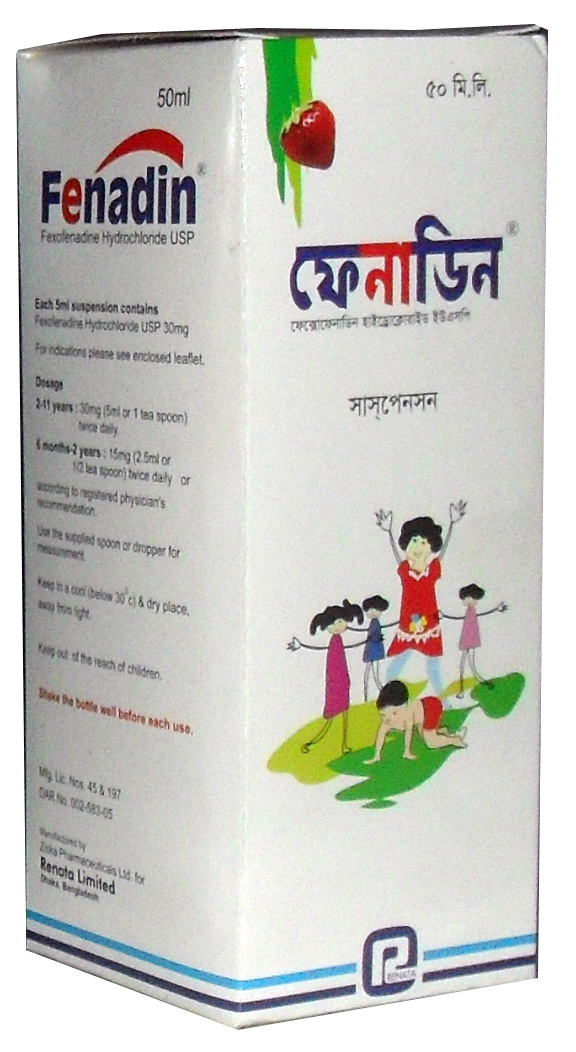 50ml
Fenadin®
Fexofenadine Hydrochloride USP
Each 5ml suspension contains
Fexofenadine Hydrochloride USP 30mg
For indications please see enclosed leaflet.
Dosage
2-11 years : 30mg (5ml or 1 tea spoon)
twice daily.
6 months-2 years : 15mg (2.5ml or
1/2 tea spoon) twice daily or
according to registered physician's
recommendation.
Use the supplied spoon or dropper for
measurement
Keep in a cool (below 30°c) & dry place,
away from light.
Keep out of the reach of children.
Shake the bottle well before each use.
Mfg. Lic. Nos. 45 & 197
DAR No. 002-583-05
Manufactured by
Ziska Pharmaceuticals Ltd. for
Renata Limited
Dhaka, Bangladesh
৫০ মি.লি.
ফেনাডিন®
ফেক্সোফেনাডিন হাইড্রোক্লোরাইড ইউএসপি
সাস্‌পেনসন
RENATA